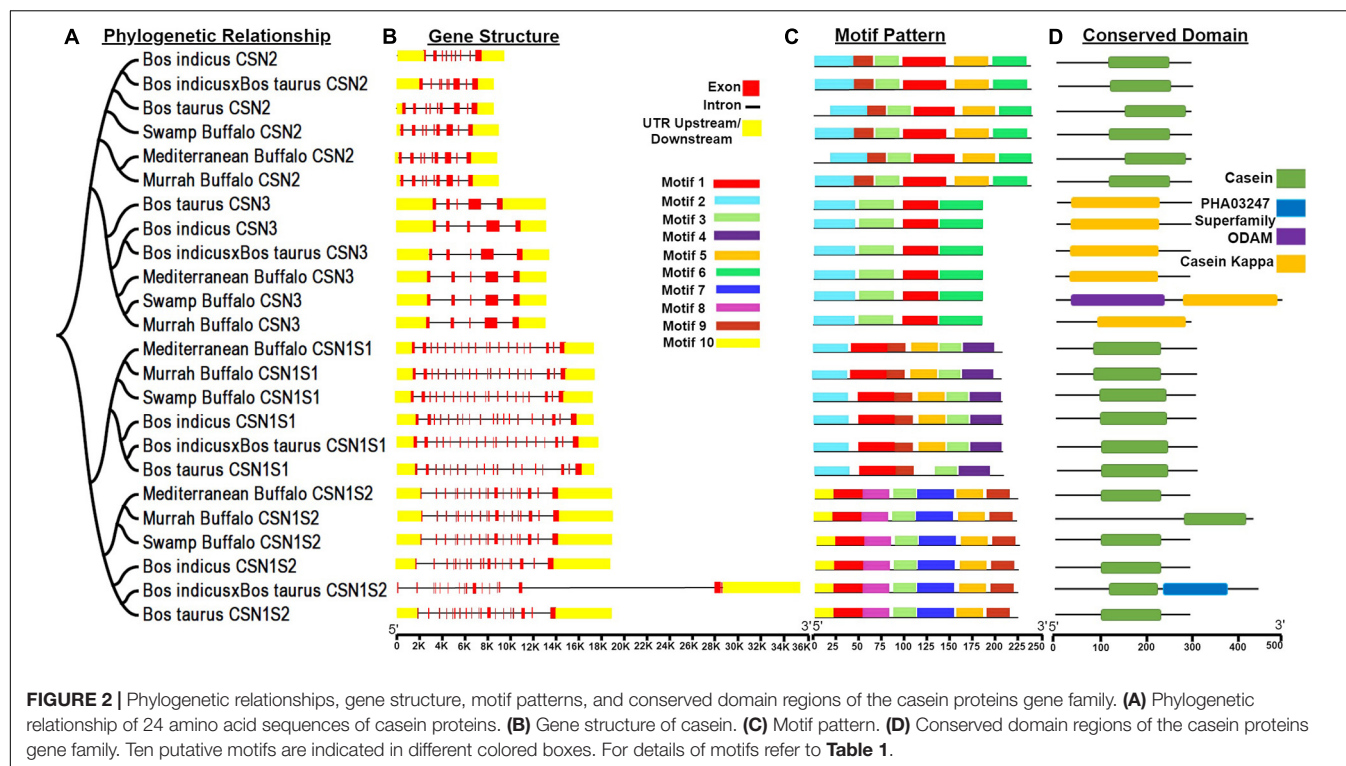 A Phylogenetic Relationship
B Gene Structure
C Motif Pattern
D Conserved Domain
Bos indicus CSN2
Bos indicusxBos taurus CSN2
Bos taurus CSN2
Swamp Buffalo CSN2
Mediterranean Buffalo CSN2
Murrah Buffalo CSN2
Bos taurus CSN3
Bos indicus CSN3
Bos indicusxBos taurus CSN3
Mediterranean Buffalo CSN3
Swamp Buffalo CSN3
Murrah Buffalo CSN3
Mediterranean Buffalo CSN1S1
Murrah Buffalo CSN1S1
Swamp Buffalo CSN1S1
Bos indicus CSN1S1
Bos indicusxBos taurus CSN1S1
Bos taurus CSN1S1
Mediterranean Buffalo CSN1S2
Murrah Buffalo CSN1S2
Swamp Buffalo CSN1S2
Bos indicus CSN1S2
Bos indicusxBos taurus CSN1S2
Bos taurus CSN1S2
Exon
Intron
UTR Upstream/
Downstream
Motif 1
Motif 2
Motif 3
Motif 4
Motif 5
Motif 6
Motif 7
Motif 8
Motif 9
Motif 10
Casein
PHA03247
Superfamily
ODAM
Casein Kappa
5' 3'
0 2K 4K 6K 8K 10K 12K 14K 16K 18K 20K 22K 24K 26K 28K 30K 32K 34K 36K
5' 3'
0 25 50 75 100 125 150 175 200 225 250
5' 3'
0 100 200 300 400 500
FIGURE 2 | Phylogenetic relationships, gene structure, motif patterns, and conserved domain regions of the casein proteins gene family. (A) Phylogenetic
relationship of 24 amino acid sequences of casein proteins. (B) Gene structure of casein. (C) Motif pattern. (D) Conserved domain regions of the casein proteins
gene family. Ten putative motifs are indicated in different colored boxes. For details of motifs refer to Table 1.